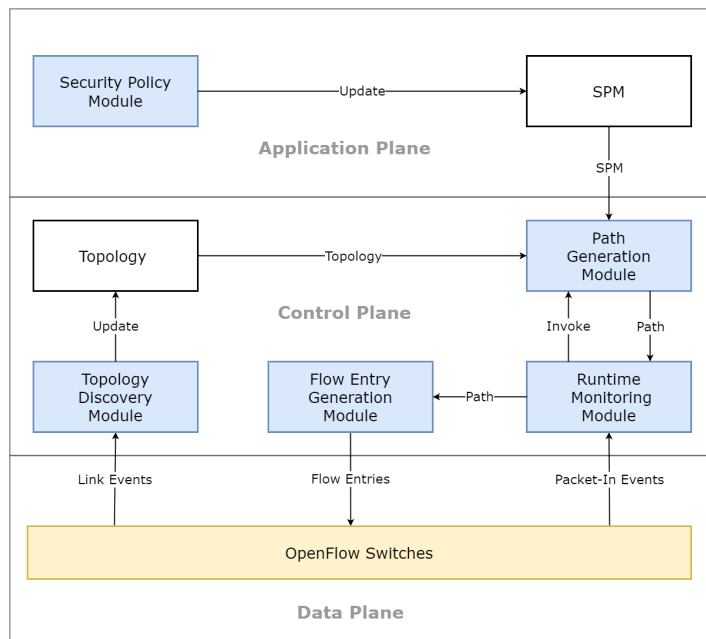 Security Policy
Module
Update
SPM
Application Plane
SPM
Topology
Topology
Path
Generation
Module
Control Plane
Update
Invoke
Path
Topology
Discovery
Module
Flow Entry
Generation
Module
Path
Runtime
Monitoring
Module
Link Events
Flow Entries
Packet-In Events
OpenFlow Switches
Data Plane